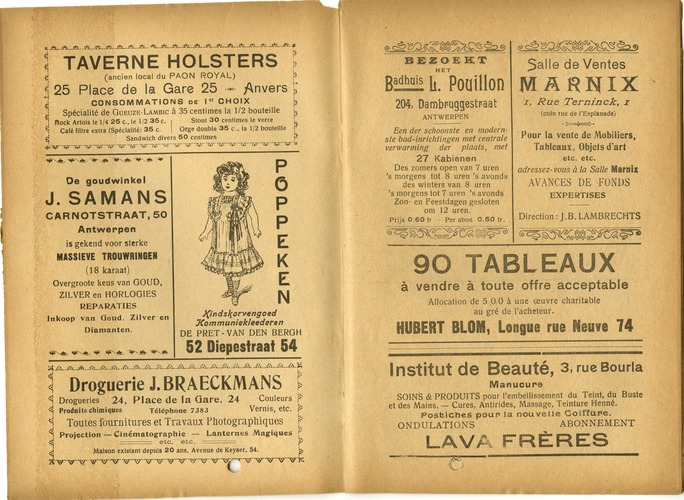 TAVERNE HOLSTERS
(ancien local du PAON ROYAL)
25 Place de la Gare 25 - Anvers
CONSOMMATIONS DE 1er CHOIX
Spécialité de GUEUZE-LAMBIC à 35 centimes la 1/2 bouteille
Bock Artois le 1/4 25 c., le 1/2 35 c.
Stout 30 centimes le verre
Café filtre extra (Spécialité) 35 c.
Orge double 35 c., la 1/2 bouteille
Sandwich divers 50 centimes
De goudwinkel
J. SAMANS
CARNOTSTRAAT, 50
Antwerpen
is gekend voor sterke
MASSIEVE TROUWRINGEN
(18 karaat)
Overgroote keus van GOUD,
ZILVER en HORLOGIES
REPARATIES
Inkoop van Goud. Zilver en
Diamanten.
POPPEKEN
Kindskorvengoed
Kommuniekleederen
DE PRET-VAN DEN BERGH
52 Diepestraat 54
Droguerie J. BRAECKMANS
Drogueries 24, Place de la Gare, 24 Couleurs
Produits chimiques Téléphone 7383 Vernis, etc.
Toutes fournitures et Travaux Photographiques
Projection — Cinématographie — Lanternes Magiques
etc. etc.
Maison existant depuis 20 ans, Avenue de Keyser, 54.
BEZOEKT
HET
Badhuis L. Pouillon
204, Dambruggestraat
ANTWERPEN
Een der schoonste en modern-
ste bad-inrichtingen met centrale
verwarming der plaats, met
27 Kabienen
Des zomers open van 7 uren
's morgens tot 8 uren 's avonds
des winters van 8 uren
's morgens tot 7 uren 's avonds
Zon- en Feestdagen gesloten
om 12 uren.
Prijs 0.60 fr - Per abon. 0.50 fr.
Salle de Ventes
MARNIX
1, Rue Terninck, 1
(coin rue de l'Esplanade)
Pour la vente de Mobiliers,
Tableaux, Objets d'art
etc. etc.
adressez-vous à la Salle Marnix
AVANCES DE FONDS
EXPERTISES
Direction : J.B. LAMBRECHTS
90 TABLEAUX
à vendre à toute offre acceptable
Allocation de 5 0.0 à une œuvre charitable
au gré de l'acheteur.
HUBERT BLOM, Longue rue Neuve 74
Institut de Beauté, 3, rue Bourla
Manucure
SOINS & PRODUITS pour l'embellisement du Teint, du Buste
et des Mains. — Cures, Antirides, Massage, Teinture Henné.
Postiches pour la nouvelle Coiffure.
ONDULATIONS ABONNEMENT
LAVA FRÈRES